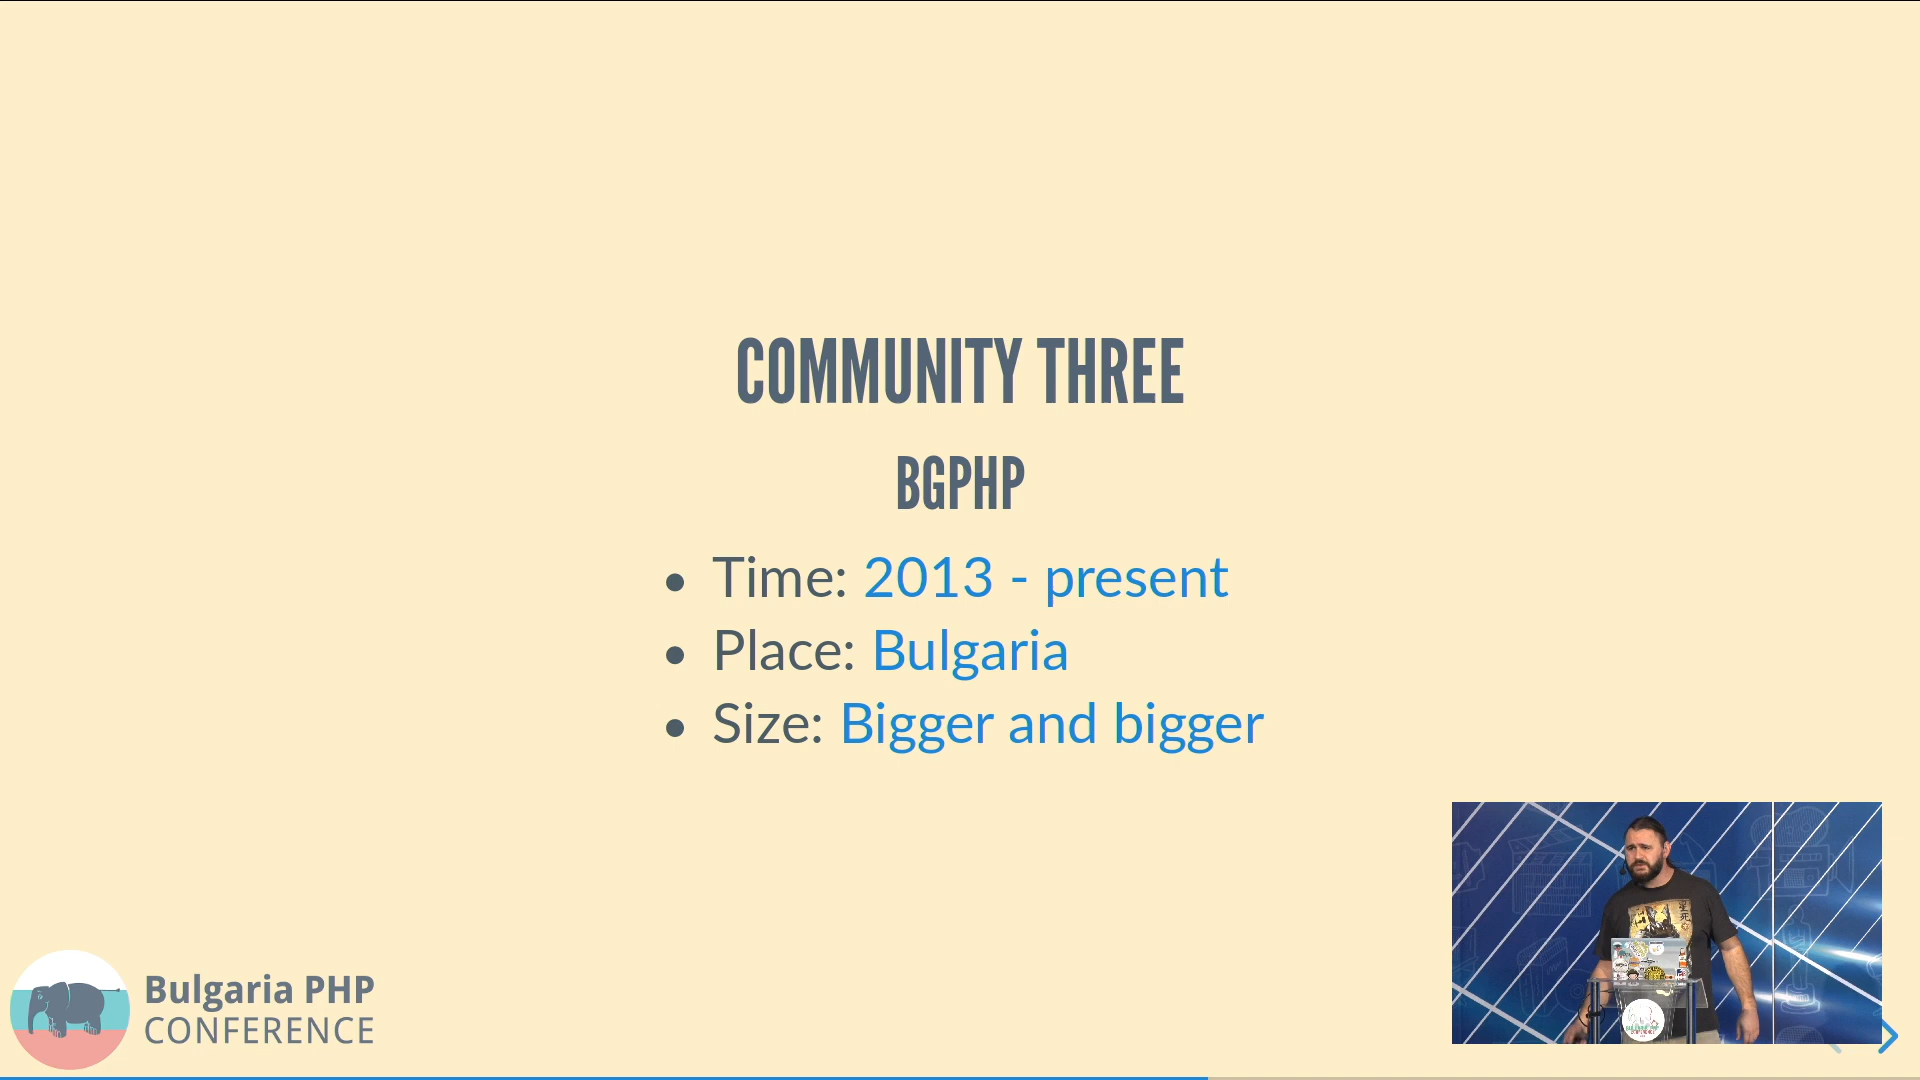 COMMUNITY THREE
BGPHP
Time: 2013 - present
Place: Bulgaria
Size: Bigger and bigger
Bulgaria PHP
CONFERENCE